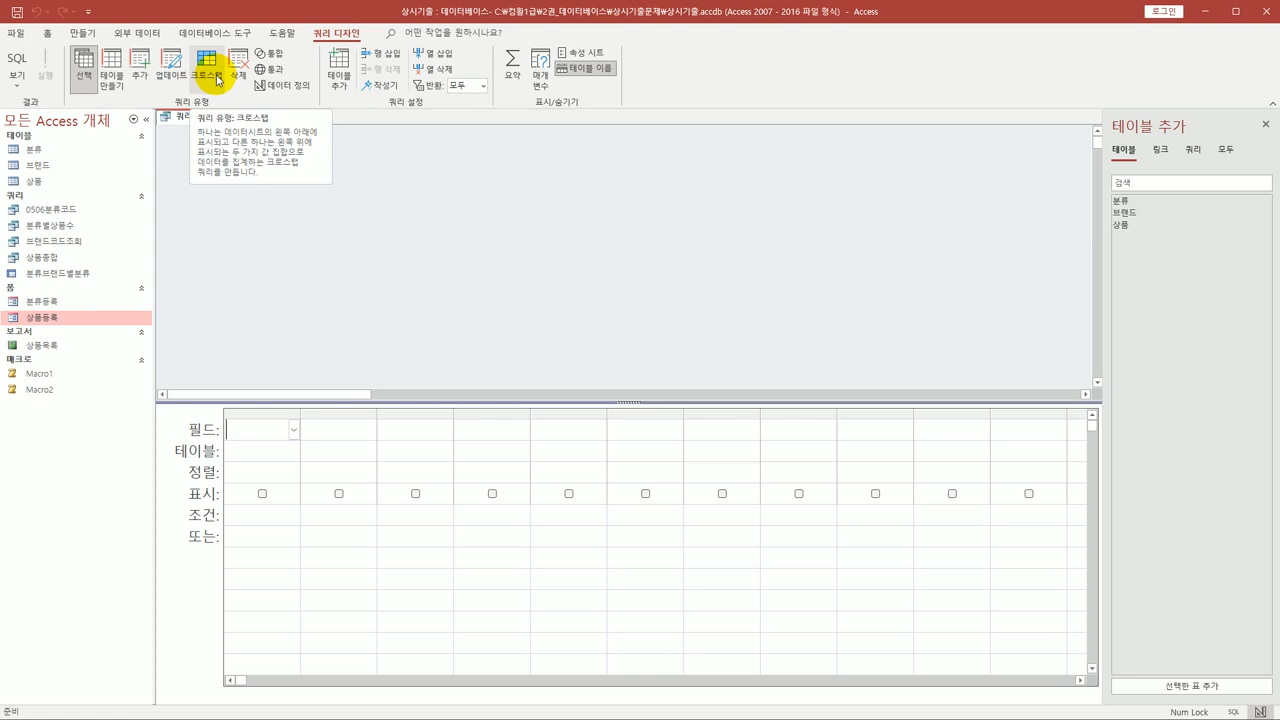 상시기출 : 데이터베이스- C:₩컴활1급₩2권_데이터베이스₩상시기출문제₩상시기출.accdb (Access 2007 - 2016 파일 형식) - Access
로그인
파일 홈 만들기 외부 데이터 데이터베이스 도구 도움말 쿼리 디자인 어떤 작업을 원하시나요?
SQL
보기
실행
선택
테이블
만들기
추가
업데이트
크로스탭
삭제
통합
통과
데이터 정의
테이블
추가
행 삽입
행 삭제
작성기
열 삽입
열 삭제
반환: 모두
요약
매개
변수
속성 시트
테이블 이름
결과
쿼리 유형
쿼리 설정
표시/숨기기
쿼리 유형: 크로스탭
하나는 데이터시트의 왼쪽 아래에
표시되고 다른 하나는 왼쪽 위에
표시되는 두 가지 값 집합으로
데이터를 집계하는 크로스탭
쿼리를 만듭니다.
모든 Access 개체
테이블
분류
브랜드
상품
쿼리
0506분류코드
분류별상품수
브랜드코드조회
상품종합
분류브랜드별분류
폼
분류등록
상품등록
보고서
상품목록
매크로
Macro1
Macro2
필드:
테이블:
정렬:
표시:
조건:
또는:
테이블 추가
테이블 링크 쿼리 모두
검색
분류
브랜드
상품
선택한 표 추가
준비
Num Lock
SQL